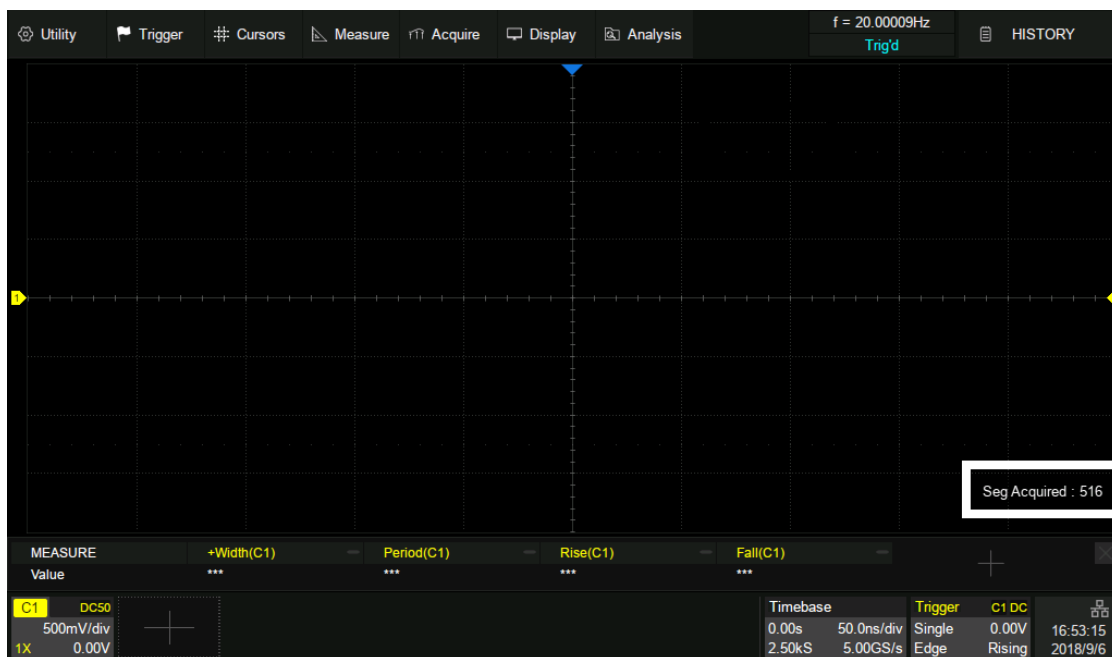 Utility Trigger Cursors Measure Acquire Display Analysis f = 20.00009Hz HISTORY
Trig'd
1
Seg Acquired : 516
MEASURE +Width(C1) Period(C1) Rise(C1) Fall(C1)
Value *** *** *** ***
C1 DC50 Timebase Trigger C1 DC
500mV/div 0.00s 50.0ns/div Single 0.00V 16:53:15
1X 0.00V 2.50kS 5.00GS/s Edge Rising 2018/9/6